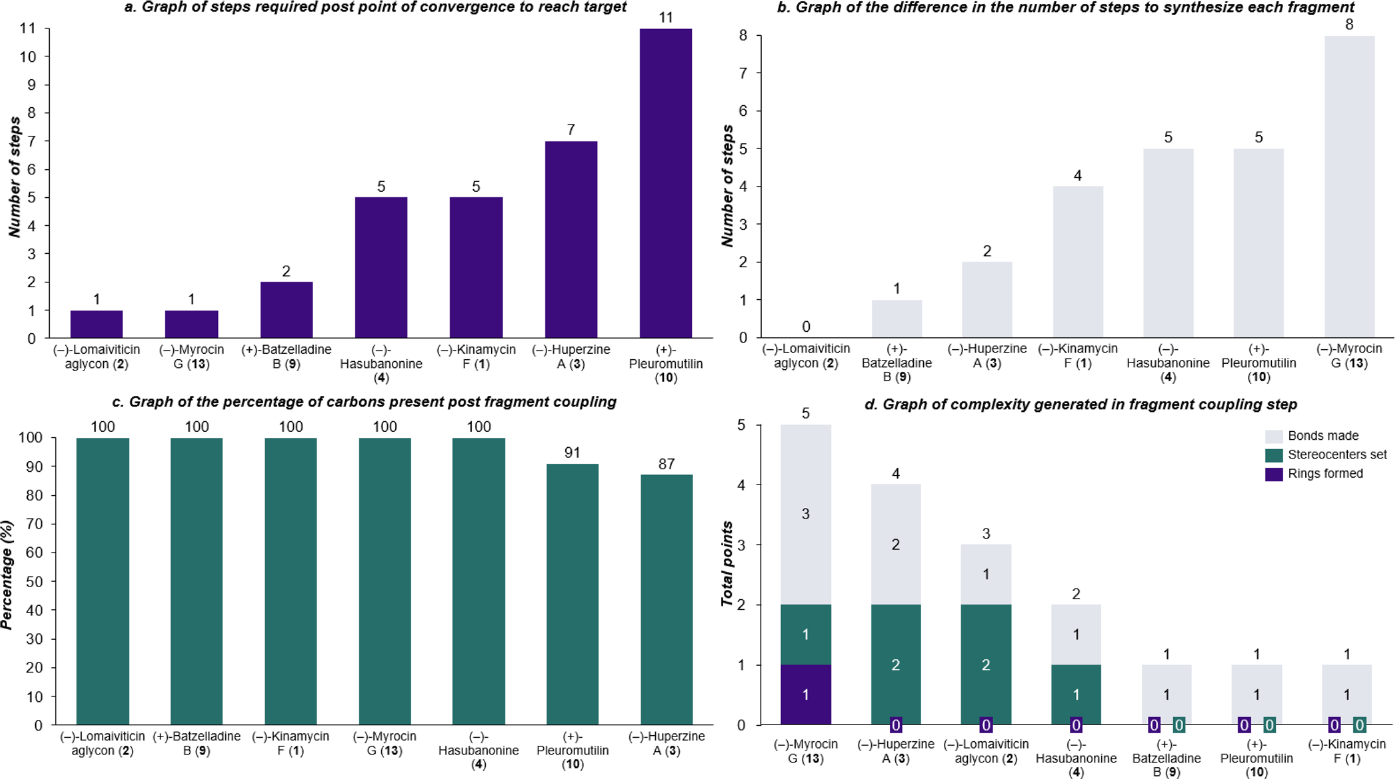 a. Graph of steps required post point of convergence to reach target
Number of steps
11
10
9
8
7
6
5
4
3
2
1
0
1
1
2
5
5
7
11
(–)-Lomaiviticin
aglycon (2)
(–)-Myrocin
G (13)
(+)-Batzelladine
B (9)
(–)-
Hasubanonine
(4)
(–)-Kinamycin
F (1)
(–)-Huperzine
A (3)
(+)-
Pleuromutilin
(10)
b. Graph of the difference in the number of steps to synthesize each fragment
Number of steps
8
7
6
5
4
3
2
1
0
0
1
2
4
5
5
8
(–)-Lomaiviticin
aglycon (2)
(+)-
Batzelladine
B (9)
(–)-Huperzine
A (3)
(–)-Kinamycin
F (1)
(–)-
Hasubanonine
(4)
(+)-
Pleuromutilin
(10)
(–)-Myrocin
G (13)
c. Graph of the percentage of carbons present post fragment coupling
Percentage (%)
100
90
80
70
60
50
40
30
20
10
0
100
100
100
100
100
91
87
(–)-Lomaiviticin
aglycon (2)
(+)-Batzelladine
B (9)
(–)-Kinamycin
F (1)
(–)-Myrocin
G (13)
(–)-
Hasubanonine
(4)
(+)-
Pleuromutilin
(10)
(–)-Huperzine
A (3)
d. Graph of complexity generated in fragment coupling step
Bonds made
Stereocenters set
Rings formed
Total points
5
4
3
2
1
0
5
3
1
1
4
2
2
0
3
1
2
0
2
1
1
0
1
1
0 0
1
1
0 0
1
1
0 0
(–)-Myrocin
G (13)
(–)-Huperzine
A (3)
(–)-Lomaiviticin
aglycon (2)
(–)-
Hasubanonine
(4)
(+)-
Batzelladine
B (9)
(+)-
Pleuromutilin
(10)
(–)-Kinamycin
F (1)